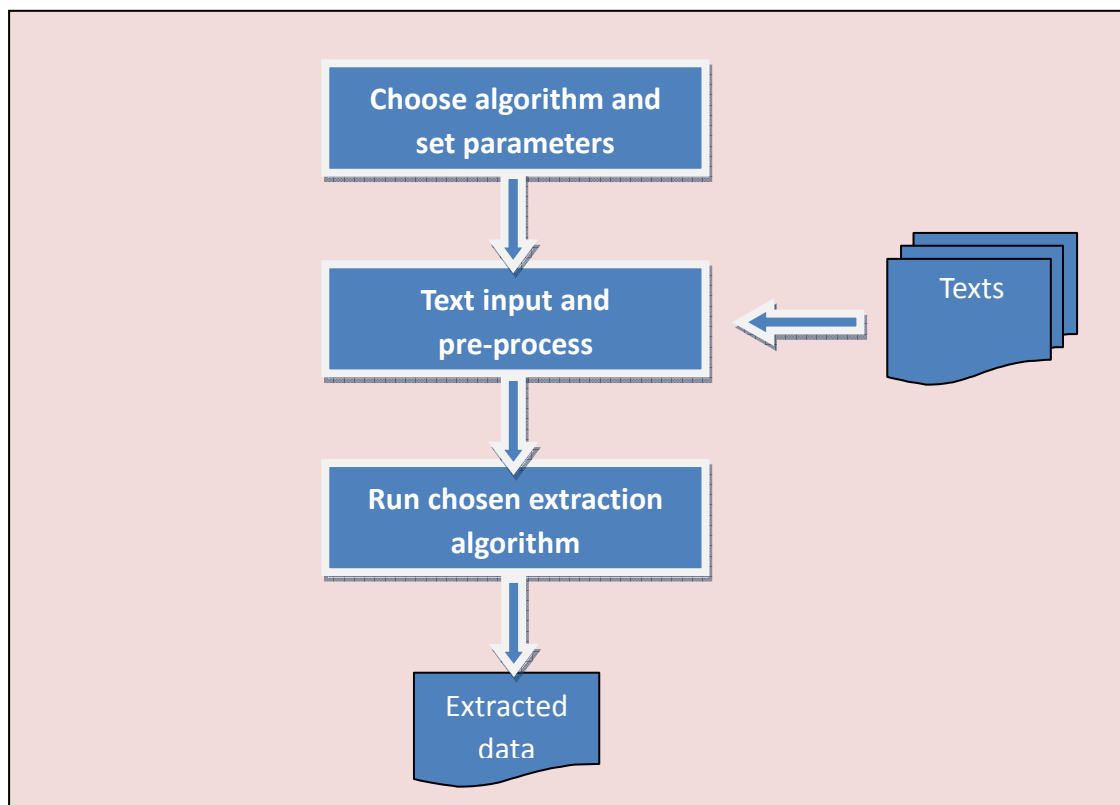 Choose algorithm and
set parameters
Text input and
pre-process
Texts
Run chosen extraction
algorithm
Extracted
data